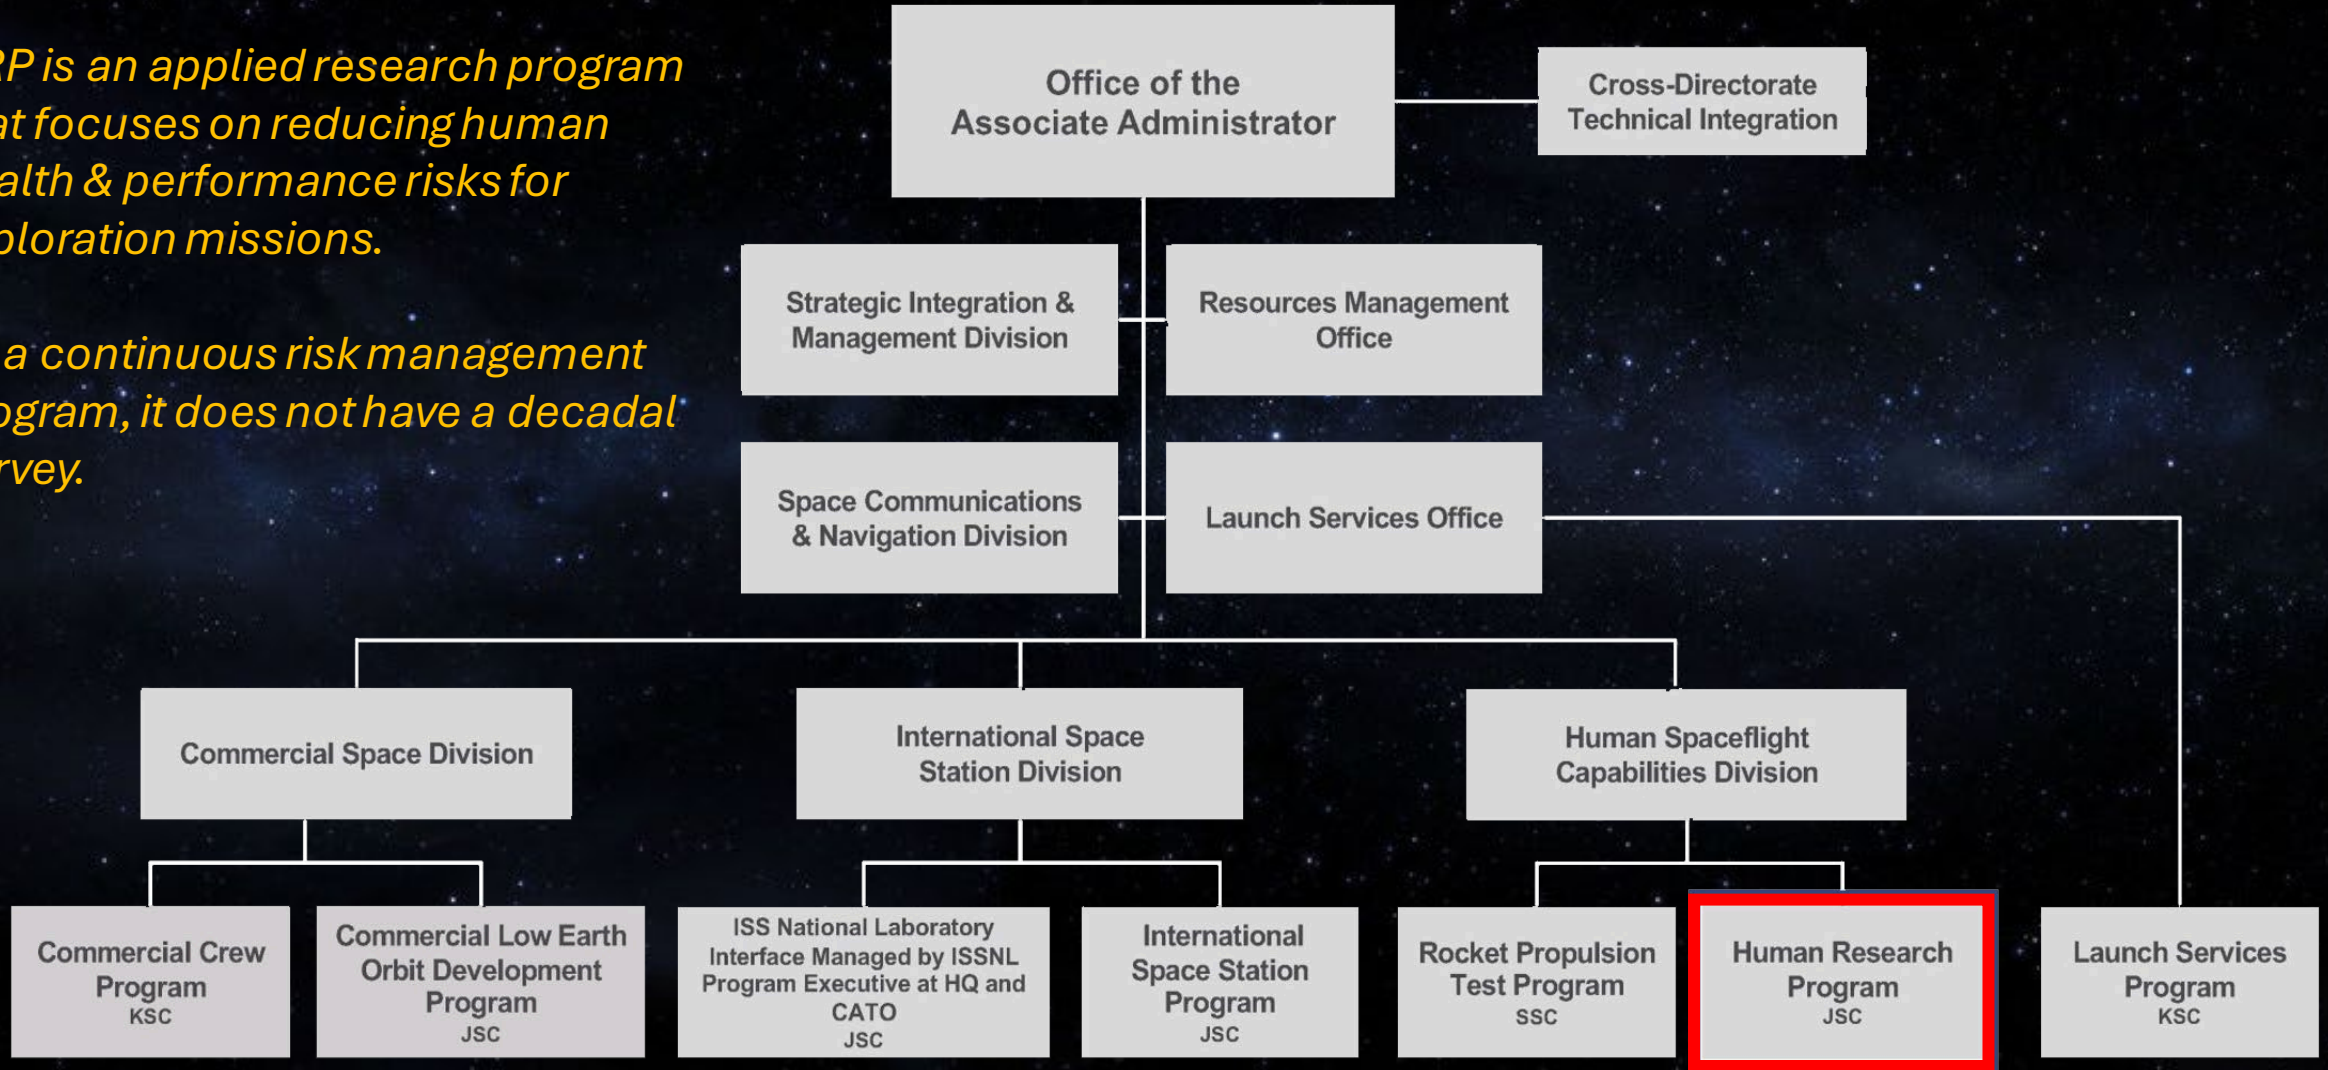 RP is an applied research program
at focuses on reducing human
alth & performance risks for
ploration missions.
a continuous risk management
ogram, it does not have a decadal
rvey.
Office of the
Associate Administrator
Cross-Directorate
Technical Integration
Strategic Integration &
Management Division
Resources Management
Office
Space Communications
& Navigation Division
Launch Services Office
Commercial Space Division
International Space
Station Division
Human Spaceflight
Capabilities Division
Commercial Crew
Program
KSC
Commercial Low Earth
Orbit Development
Program
JSC
ISS National Laboratory
Interface Managed by ISSNL
Program Executive at HQ and
CATO
JSC
International
Space Station
Program
JSC
Rocket Propulsion
Test Program
SSC
Human Research
Program
JSC
Launch Services
Program
KSC